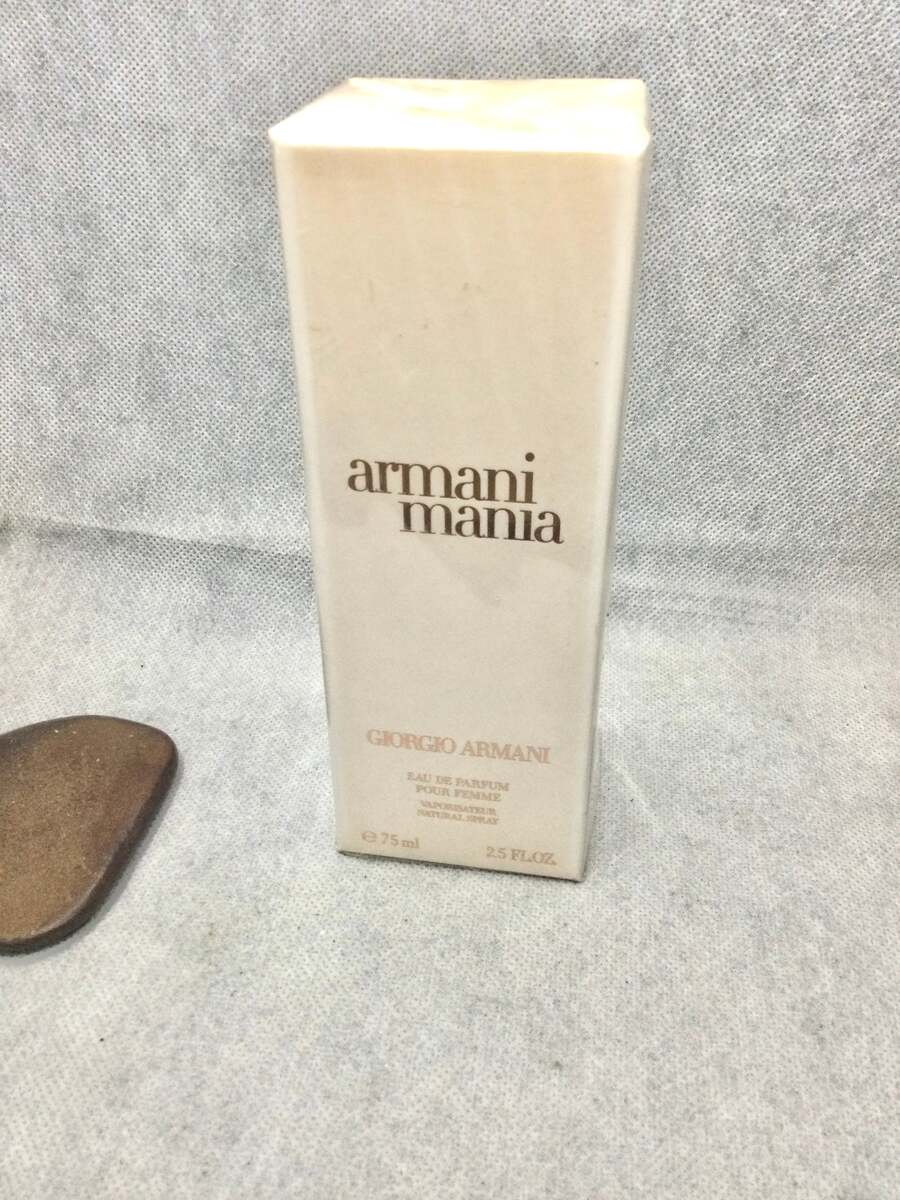 armani
mania
GIORGIO ARMANI
EAU DE PARFUM
POUR FEMME
VAPORISATEUR
NATURAL SPRAY
℮ 75 ml 2.5 FL.OZ.